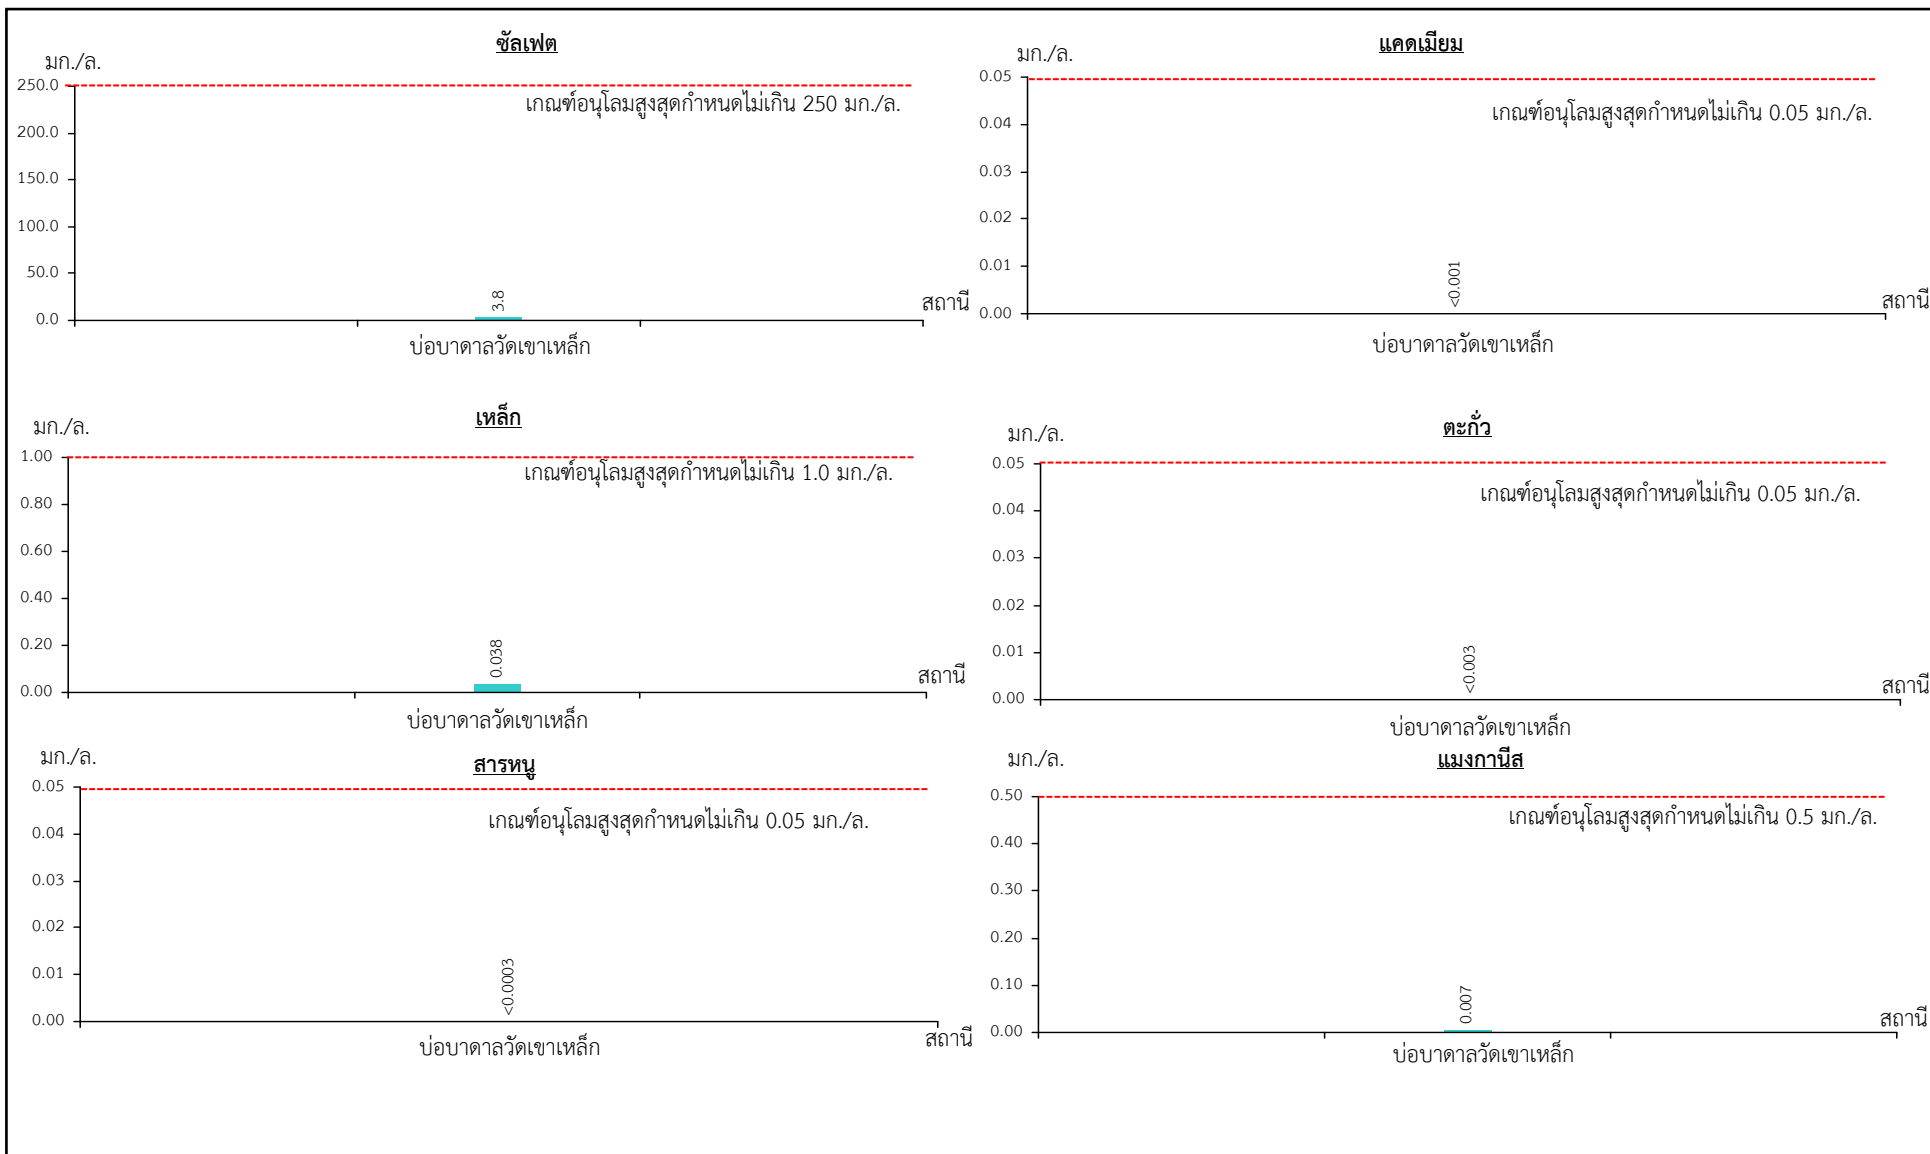 ซัลเฟต
มก./ล.
250.0
เกณฑ์อนุโลมสูงสุดกำหนดไม่เกิน 250 มก./ล.
200.0
150.0
100.0
50.0
0.0
3.8
สถานี
บ่อบาดาลวัดเขาเหล็ก
แคดเมียม
มก./ล.
0.05
เกณฑ์อนุโลมสูงสุดกำหนดไม่เกิน 0.05 มก./ล.
0.04
0.03
0.02
0.01
0.00
<0.001
สถานี
บ่อบาดาลวัดเขาเหล็ก
เหล็ก
มก./ล.
1.00
เกณฑ์อนุโลมสูงสุดกำหนดไม่เกิน 1.0 มก./ล.
0.80
0.60
0.40
0.20
0.00
0.038
สถานี
บ่อบาดาลวัดเขาเหล็ก
ตะกั่ว
มก./ล.
0.05
เกณฑ์อนุโลมสูงสุดกำหนดไม่เกิน 0.05 มก./ล.
0.04
0.03
0.02
0.01
0.00
<0.003
สถานี
บ่อบาดาลวัดเขาเหล็ก
สารหนู
มก./ล.
0.05
เกณฑ์อนุโลมสูงสุดกำหนดไม่เกิน 0.05 มก./ล.
0.04
0.03
0.02
0.01
0.00
<0.0003
สถานี
บ่อบาดาลวัดเขาเหล็ก
แมงกานีส
มก./ล.
0.50
เกณฑ์อนุโลมสูงสุดกำหนดไม่เกิน 0.5 มก./ล.
0.40
0.30
0.20
0.10
0.00
0.007
สถานี
บ่อบาดาลวัดเขาเหล็ก